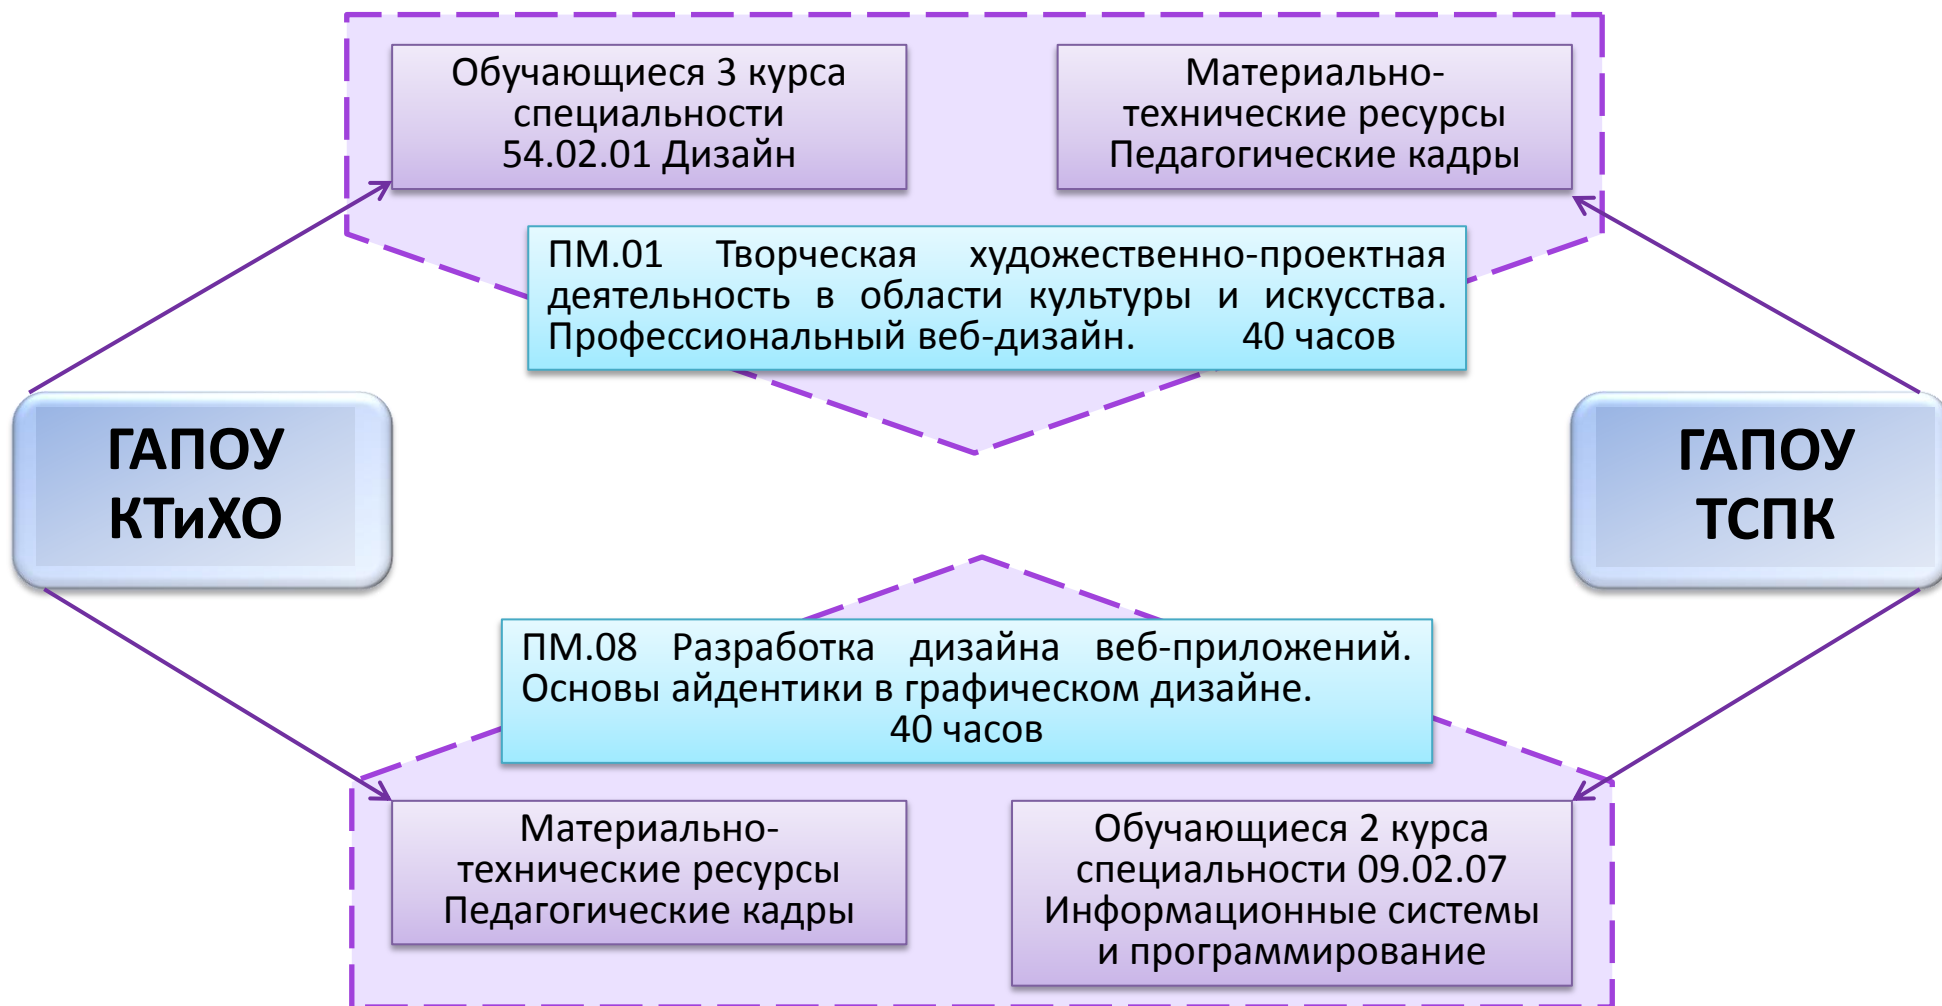 Обучающиеся 3 курса
специальности
54.02.01 Дизайн
Материально-
технические ресурсы
Педагогические кадры
ПМ.01 Творческая художественно-проектная
деятельность в области культуры и искусства.
Профессиональный веб-дизайн. 40 часов
ГАПОУ
КТиХО
ГАПОУ
ТСПК
ПМ.08 Разработка дизайна веб-приложений.
Основы айдентики в графическом дизайне.
40 часов
Материально-
технические ресурсы
Педагогические кадры
Обучающиеся 2 курса
специальности 09.02.07
Информационные системы
и программирование